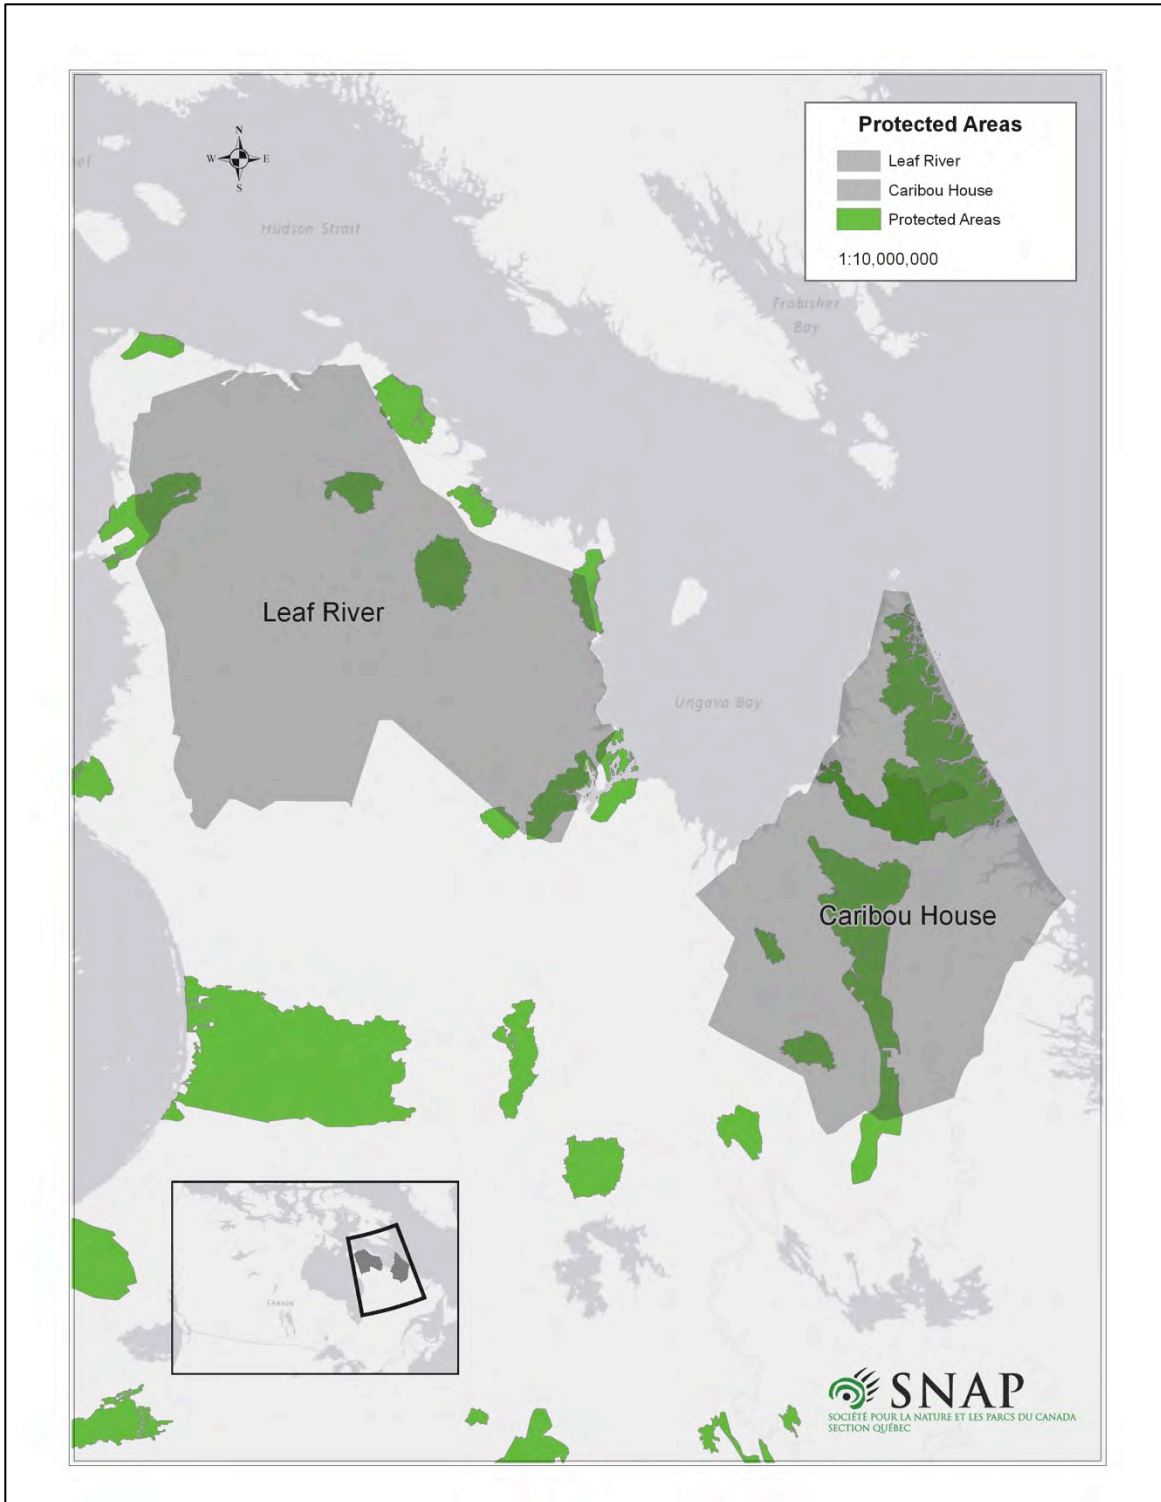 Protected Areas
Leaf River
Caribou House
Protected Areas
1:10,000,000
N
W E
S
Hudson Strait
Frobisher
Bay
Leaf River
Ungava Bay
Caribou House
CANADA
SNAP
SOCIÉTÉ POUR LA NATURE ET LES PARCS DU CANADA
SECTION QUÉBEC